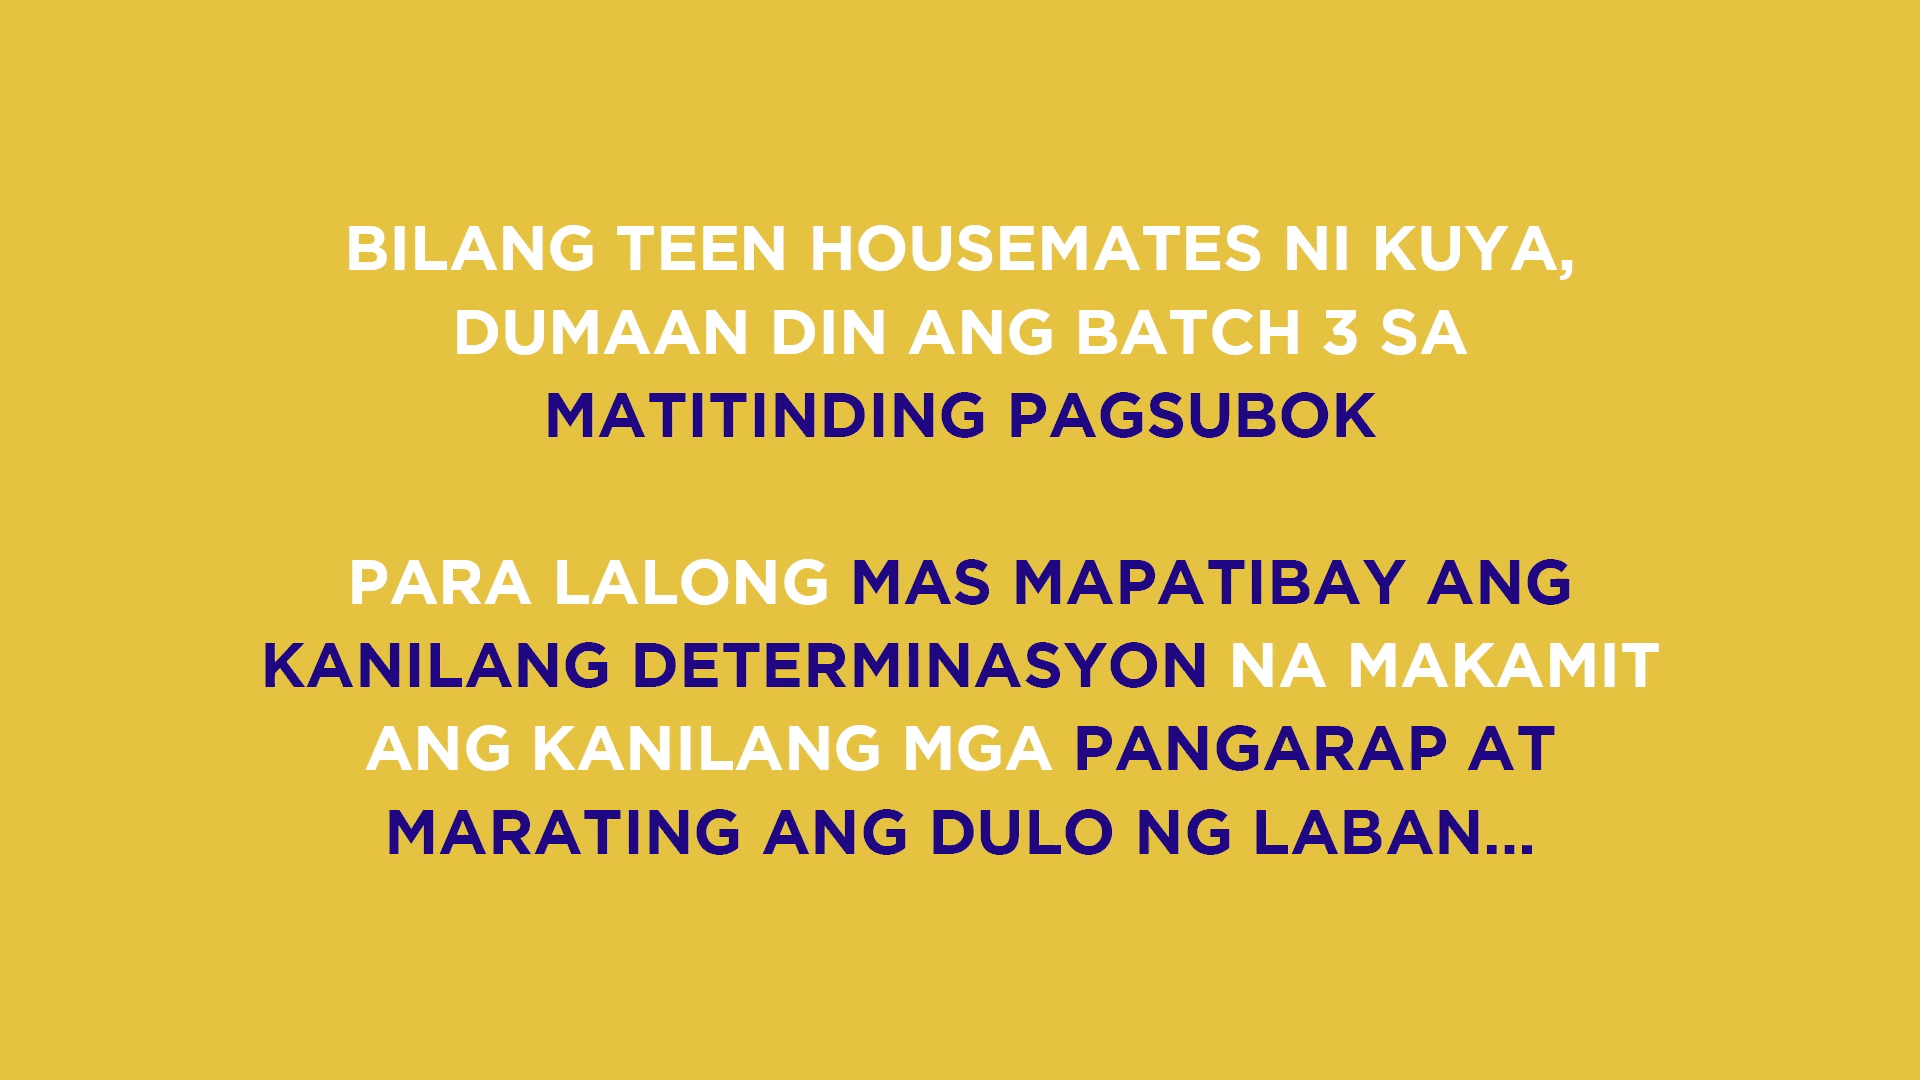 BILANG TEEN HOUSEMATES NI KUYA,
DUMAAN DIN ANG BATCH 3 SA
MATITINDING PAGSUBOK
PARA LALONG MAS MAPATIBAY ANG
KANILANG DETERMINASYON NA MAKAMIT
ANG KANILANG MGA PANGARAP AT
MARATING ANG DULO NG LABAN...